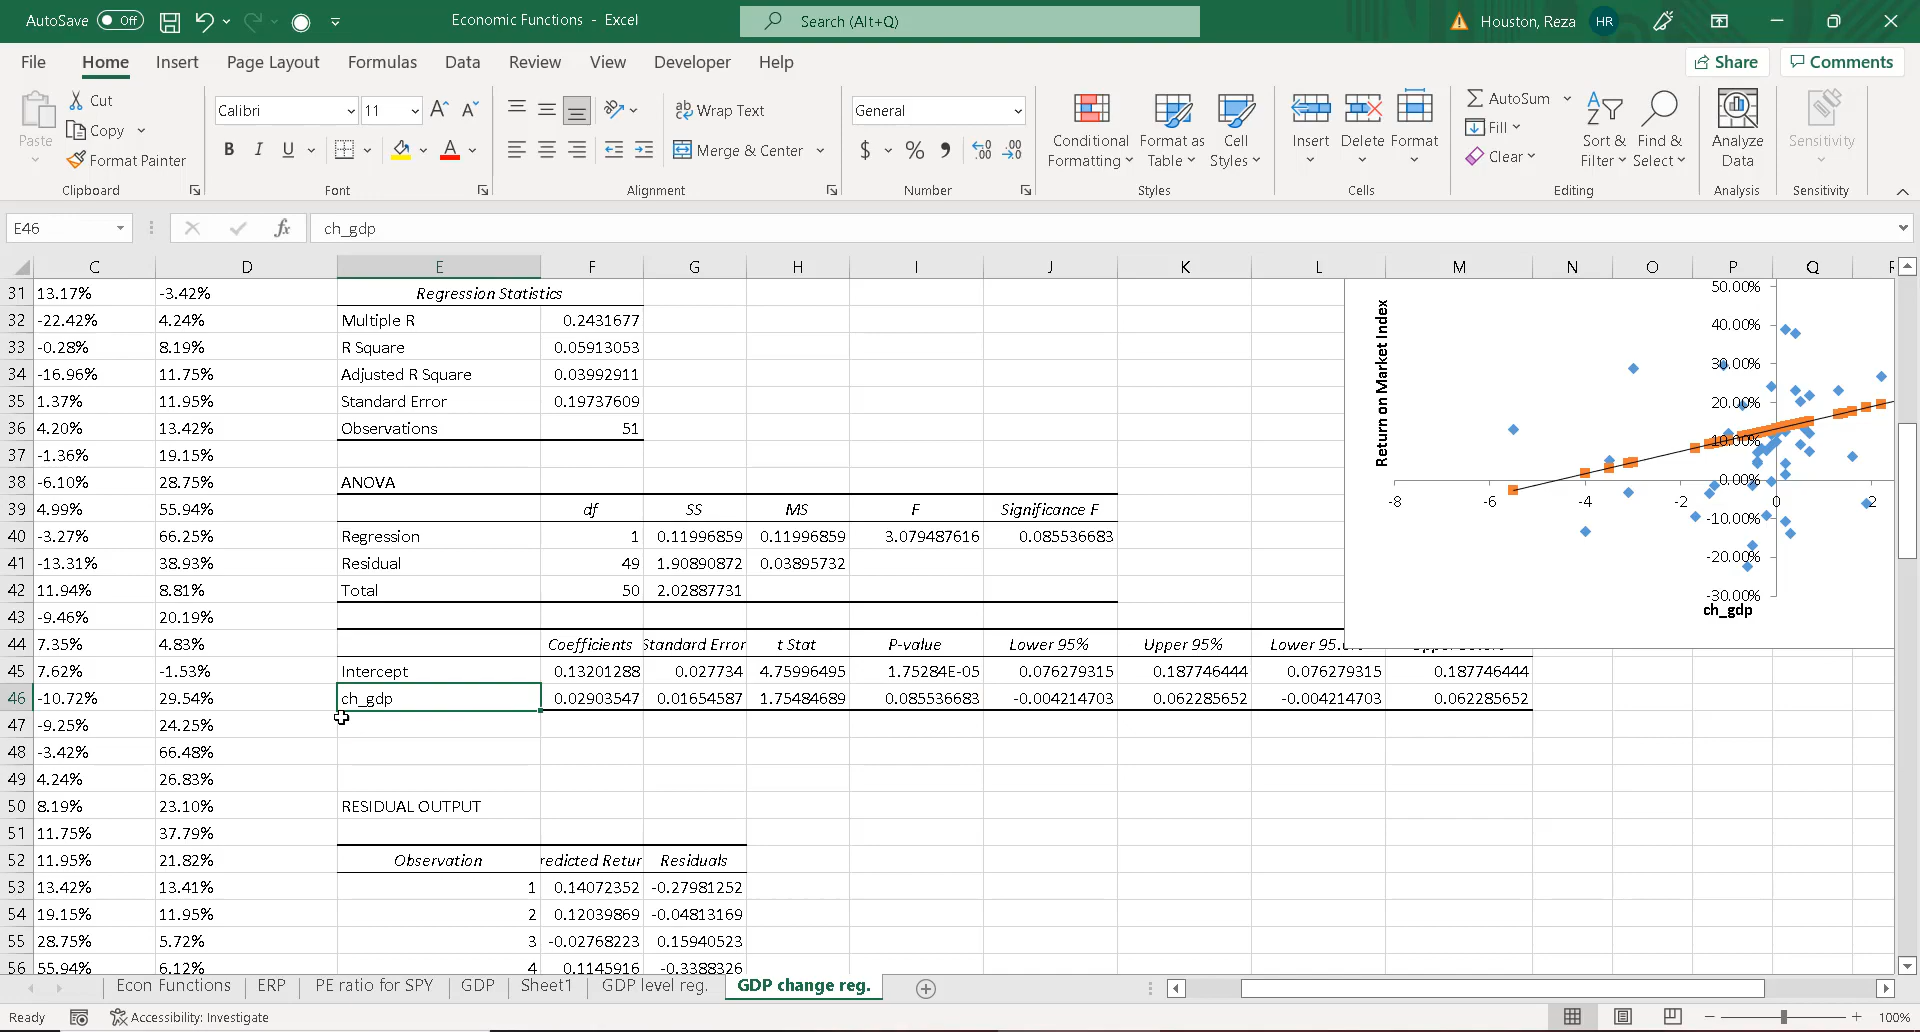 AutoSave Off
Economic Functions - Excel
Search (Alt+Q)
Houston, Reza HR
File Home Insert Page Layout Formulas Data Review View Developer Help
Share Comments
Paste Cut Copy Format Painter
Clipboard
Calibri 11
B I U
Font
Wrap Text
Merge & Center
Alignment
General
$ % ,
Number
Conditional Formatting Format as Table Cell Styles
Styles
Insert Delete Format
Cells
AutoSum Fill Clear
Sort & Filter Find & Select
Editing
Analyze Data
Analysis
Sensitivity
Sensitivity
E46 fx ch_gdp
C D E F G H I J K L M N O P Q
31 13.17% -3.42% Regression Statistics
32 -22.42% 4.24% Multiple R 0.2431677
33 -0.28% 8.19% R Square 0.05913053
34 -16.96% 11.75% Adjusted R Square 0.03992911
35 1.37% 11.95% Standard Error 0.19737609
36 4.20% 13.42% Observations 51
37 -1.36% 19.15%
38 -6.10% 28.75% ANOVA
39 4.99% 55.94% df SS MS F Significance F
40 -3.27% 66.25% Regression 1 0.11996859 0.11996859 3.079487616 0.085536683
41 -13.31% 38.93% Residual 49 1.90890872 0.03895732
42 11.94% 8.81% Total 50 2.02887731
43 -9.46% 20.19%
44 7.35% 4.83% Coefficients Standard Error t Stat P-value Lower 95% Upper 95%
45 7.62% -1.53% Intercept 0.13201288 0.027734 4.75996495 1.75284E-05 0.076279315 0.187746444 0.076279315 0.187746444
46 -10.72% 29.54% ch_gdp 0.02903547 0.01654587 1.75484689 0.085536683 -0.004214703 0.062285652 -0.004214703 0.062285652
47 -9.25% 24.25%
48 -3.42% 66.48%
49 4.24% 26.83%
50 8.19% 23.10% RESIDUAL OUTPUT
51 11.75% 37.79%
52 11.95% 21.82% Observation redicted Retur Residuals
53 13.42% 13.41% 1 0.14072352 -0.27981252
54 19.15% 11.95% 2 0.12039869 -0.04813169
55 28.75% 5.72% 3 -0.02768223 0.15940523
56 55.94% 6.12% 4 0.1145916 -0.3388326
Return on Market Index
50.00%
40.00%
30.00%
20.00%
10.00%
0.00%
-8 -6 -4 -2 0 2
-10.00%
-20.00%
-30.00%
ch_gdp
Econ Functions ERP PE ratio for SPY GDP Sheet1 GDP level reg. GDP change reg.
Ready Accessibility: Investigate 100%